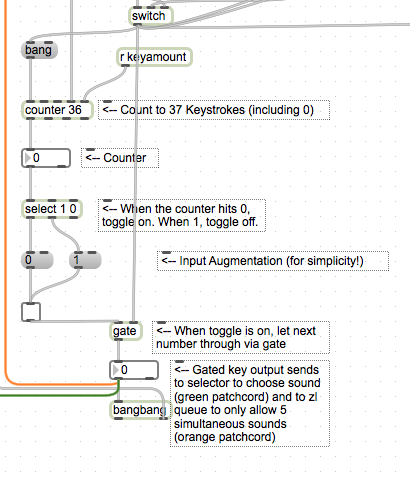 switch
bang
r keyamount
counter 36
<-- Count to 37 Keystrokes (including 0)
0
<-- Counter
select 1 0
<-- When the counter hits 0,
toggle on. When 1, toggle off.
0
1
<-- Input Augmentation (for simplicity!)
gate
<-- When toggle is on, let next
number through via gate
0
<-- Gated key output sends
to selector to choose sound
(green patchcord) and to zl
queue to only allow 5
simultaneous sounds
(orange patchcord)
bangbang